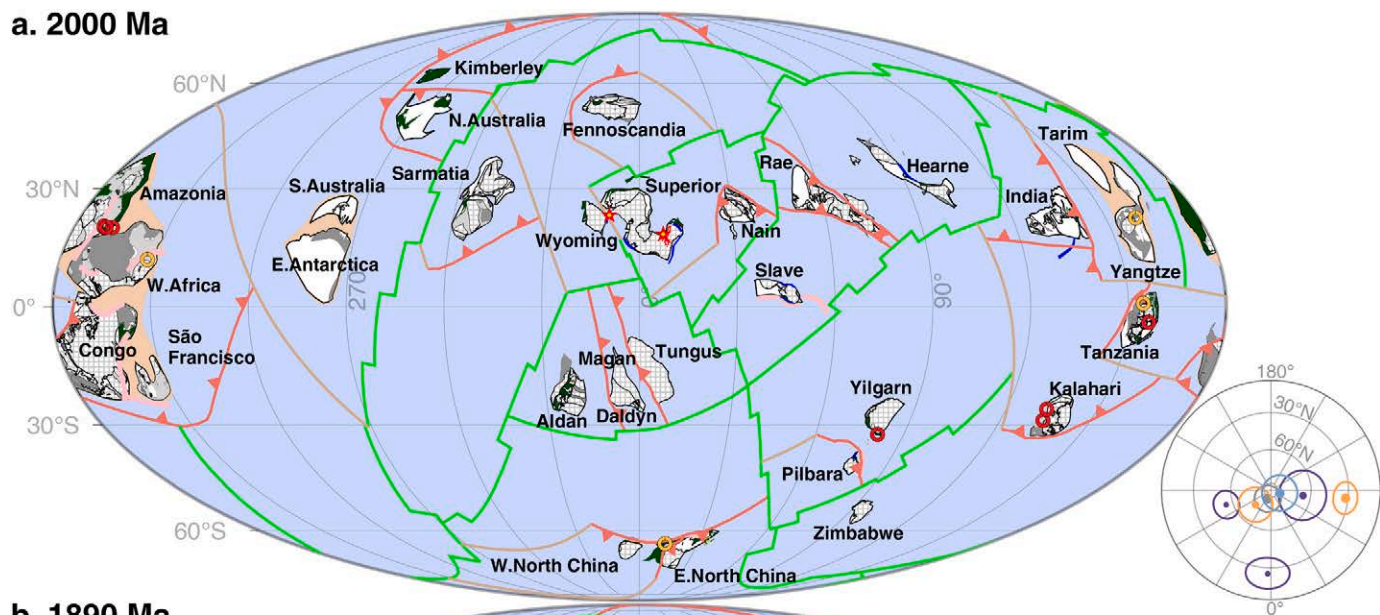 a. 2000 Ma
60°N
Kimberley
N.Australia
Fennoscandia
Tarim
Sarmatia
S.Australia
Superior
Rae
Hearne
30°N
Amazonia
India
Wyoming
Nain
E.Antarctica
W.Africa
Slave
Yangtze
270
0°
90°
0°
São
Francisco
Congo
Magan
Tungus
Tanzania
Aldan
Daldyn
Yilgarn
Kalahari
180°
30°S
30°N
60°N
Pilbara
60°S
Zimbabwe
W.North China
E.North China
0°
b. 1890 Ma